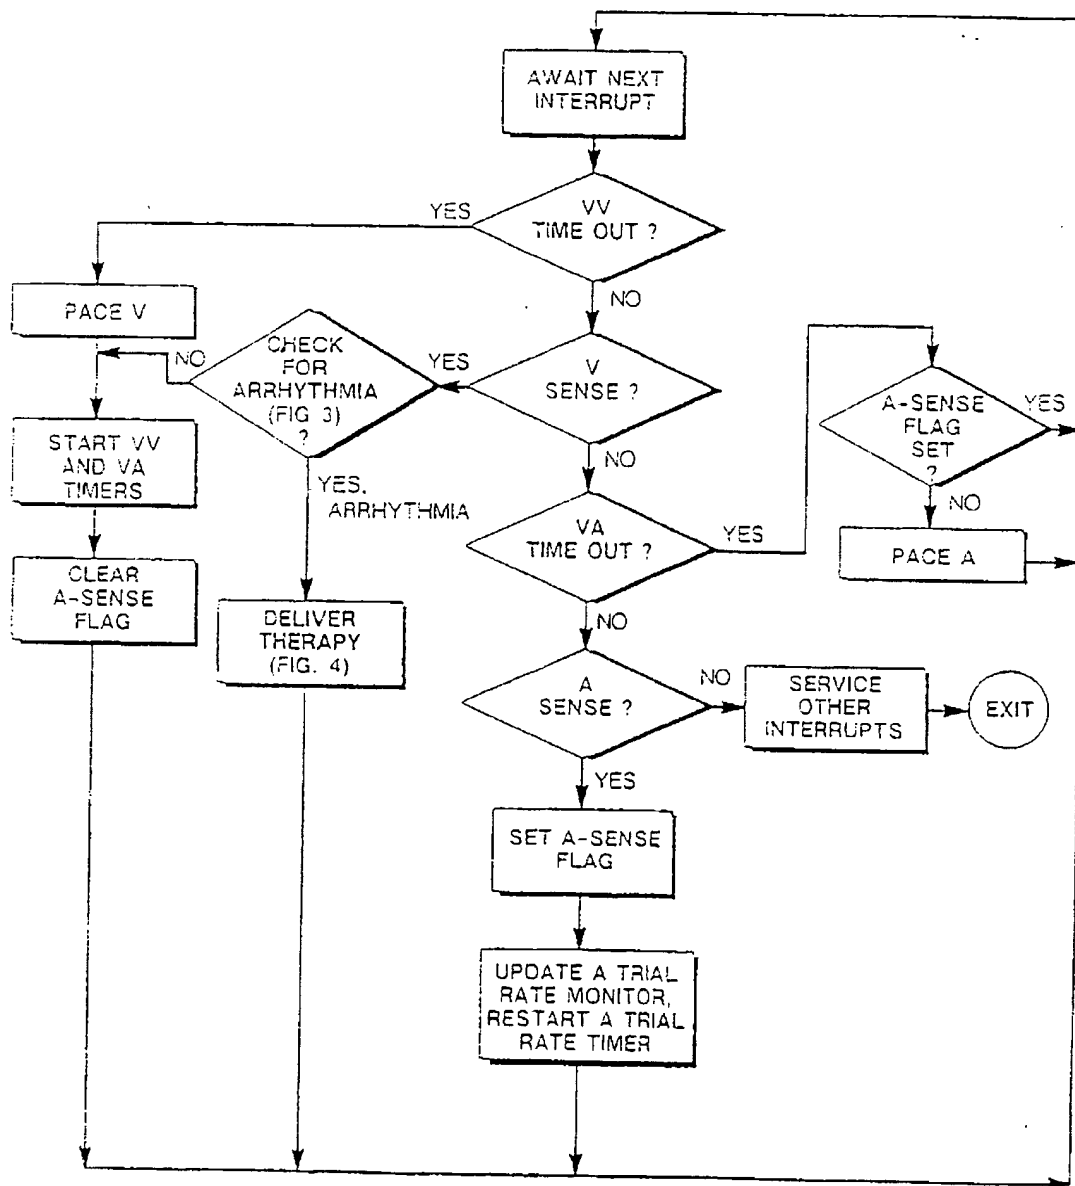 AWAIT NEXT
INTERRUPT
VV
TIME OUT ?
YES
NO
PACE V
CHECK
FOR
ARRHYTHMIA
(FIG 3)
?
NO
YES
V
SENSE ?
NO
A-SENSE
FLAG
SET
?
YES
NO
PACE A
START VV
AND VA
TIMERS
YES,
ARRHYTHMIA
VA
TIME OUT ?
YES
NO
CLEAR
A-SENSE
FLAG
DELIVER
THERAPY
(FIG. 4)
A
SENSE ?
NO
SERVICE
OTHER
INTERRUPTS
EXIT
YES
SET A-SENSE
FLAG
UPDATE A TRIAL
RATE MONITOR,
RESTART A TRIAL
RATE TIMER